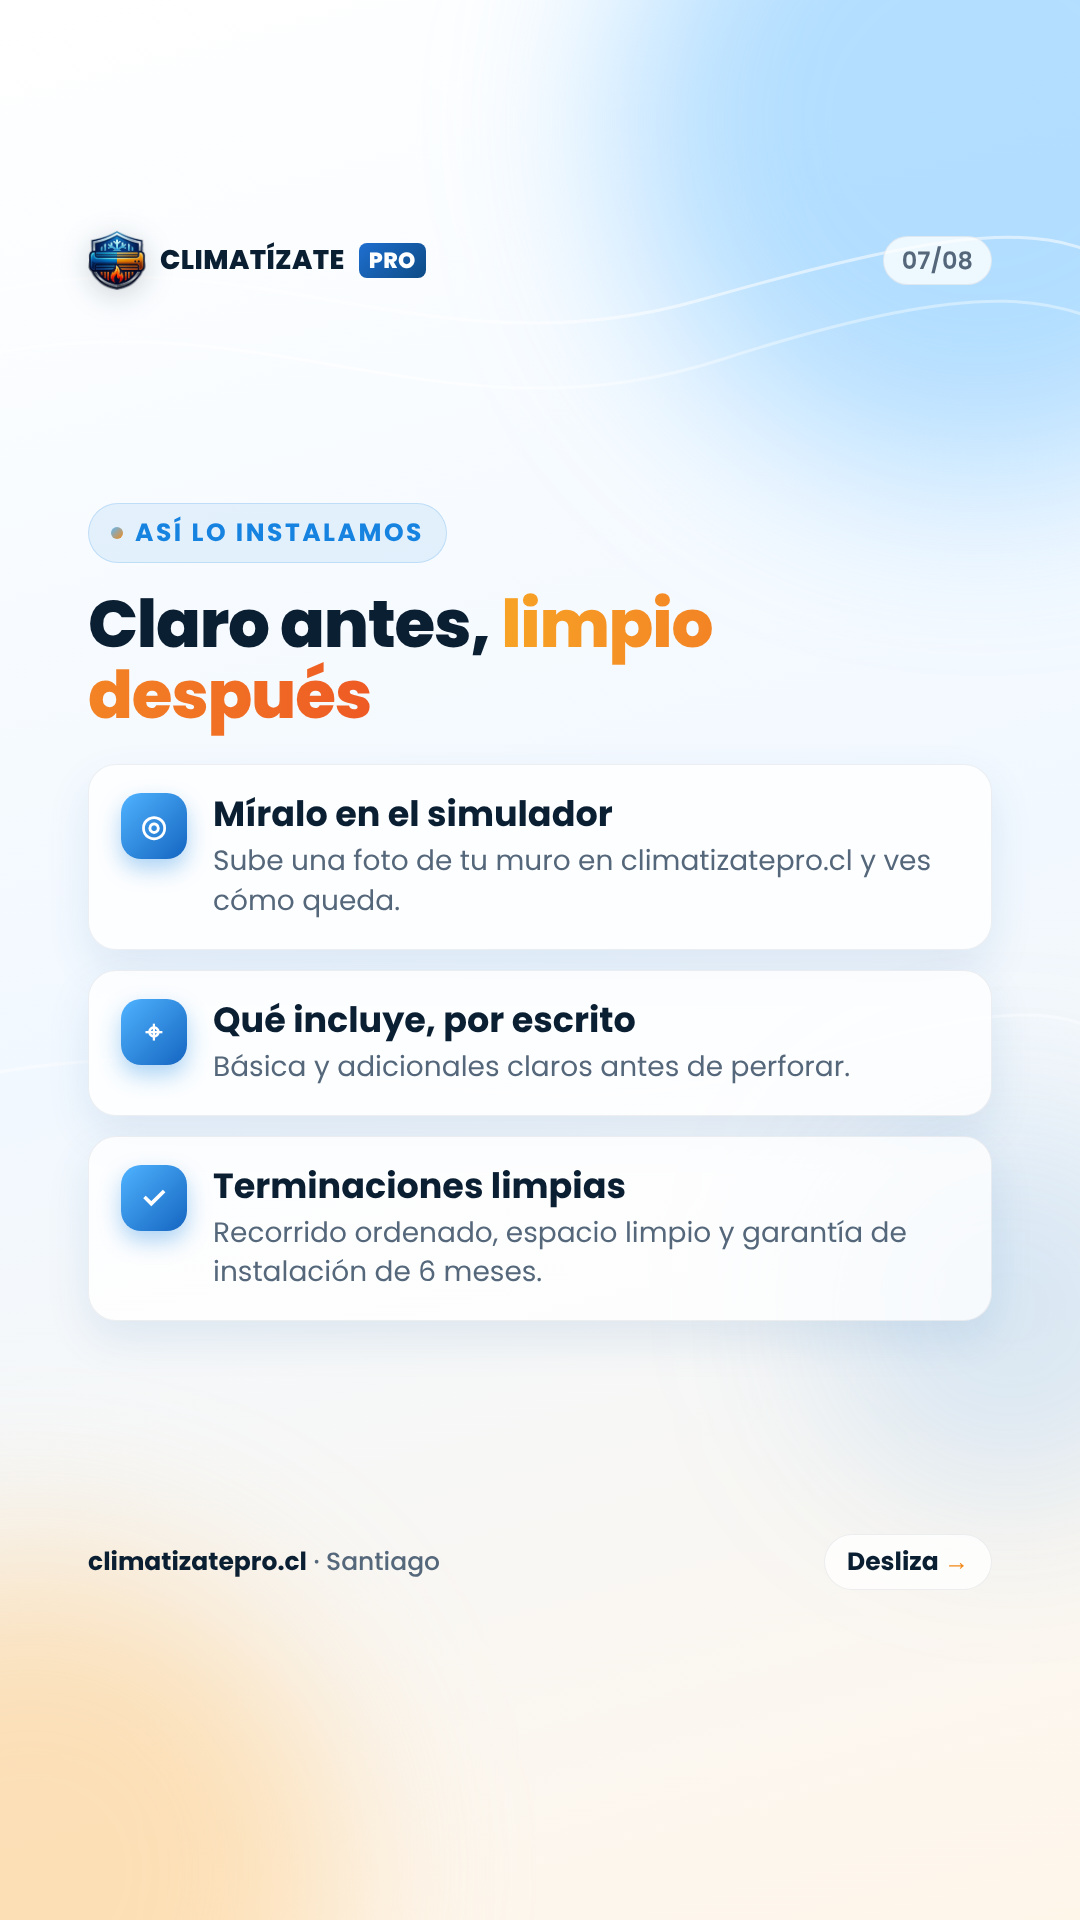 CLIMATÍZATE PRO
07/08
ASÍ LO INSTALAMOS
Claro antes, limpio
después
Míralo en el simulador
Sube una foto de tu muro en climatizatepro.cl y ves
cómo queda.
Qué incluye, por escrito
Básica y adicionales claros antes de perforar.
Terminaciones limpias
Recorrido ordenado, espacio limpio y garantía de
instalación de 6 meses.
climatizatepro.cl · Santiago
Desliza →